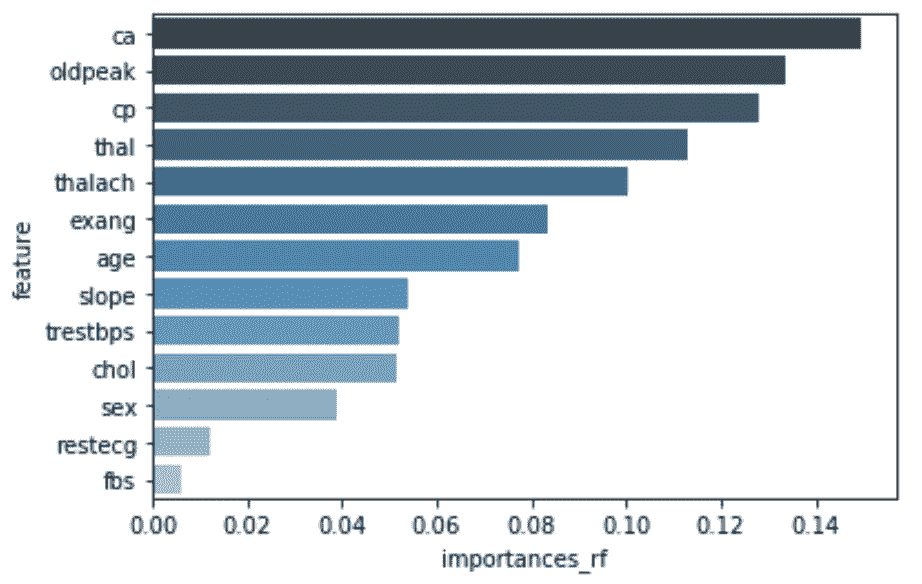 ca
oldpeak
cp
thal
thalach
exang
age
slope
trestbps
chol
sex
restecg
fbs
feature
0.00 0.02 0.04 0.06 0.08 0.10 0.12 0.14
importances_rf